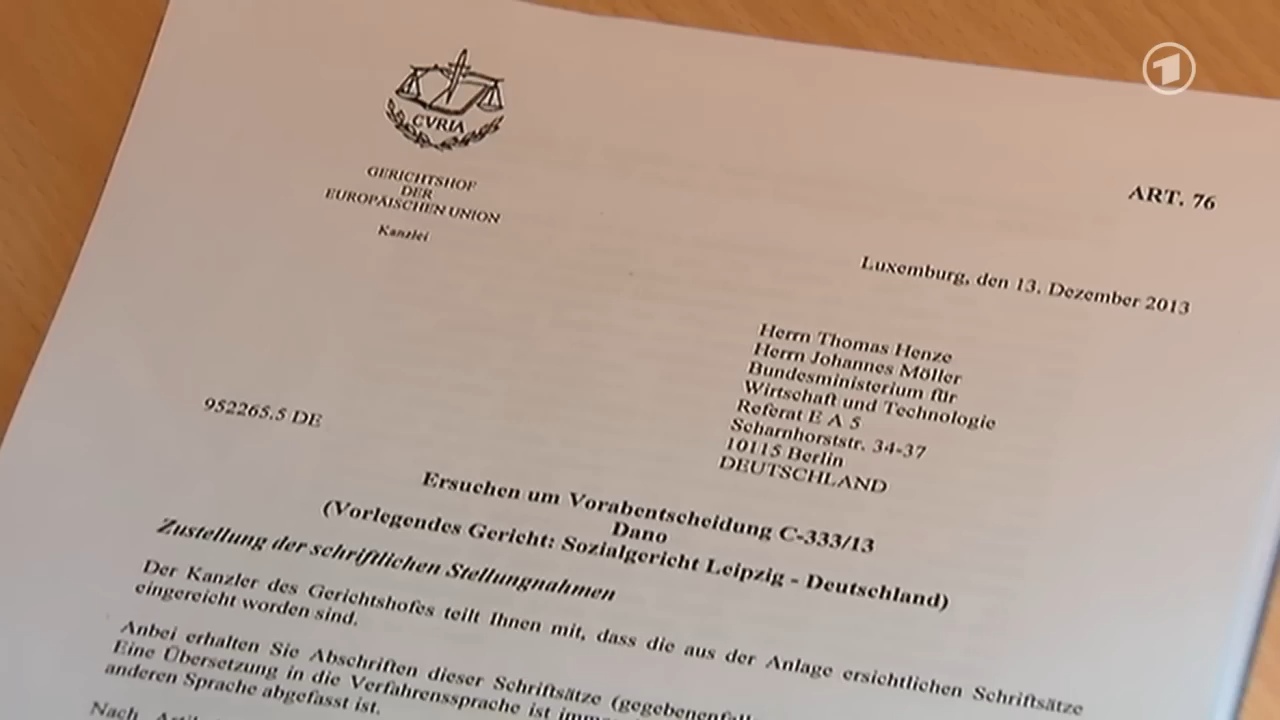 CVRIA
GERICHTSHOF
DER
EUROPÄISCHEN UNION
Kanzlei
1
ART. 76
Luxemburg, den 13. Dezember 2013
Herrn Thomas Henze
Herrn Johannes Möller
Bundesministerium für
Wirtschaft und Technologie
Referat E A 5
Scharnhorststr. 34-37
10115 Berlin
DEUTSCHLAND
952265.5 DE
Ersuchen um Vorabentscheidung C-333/13
Dano
(Vorlegendes Gericht: Sozialgericht Leipzig - Deutschland)
Zustellung der schriftlichen Stellungnahmen
Der Kanzler des Gerichtshofes teilt Ihnen mit, dass die aus der Anlage ersichtlichen Schriftsätze
eingereicht worden sind.
Anbei erhalten Sie Abschriften dieser Schriftsätze
Eine Übersetzung in die Verfahrenssprache ist
anderen Sprache abgefasst ist.
Nach